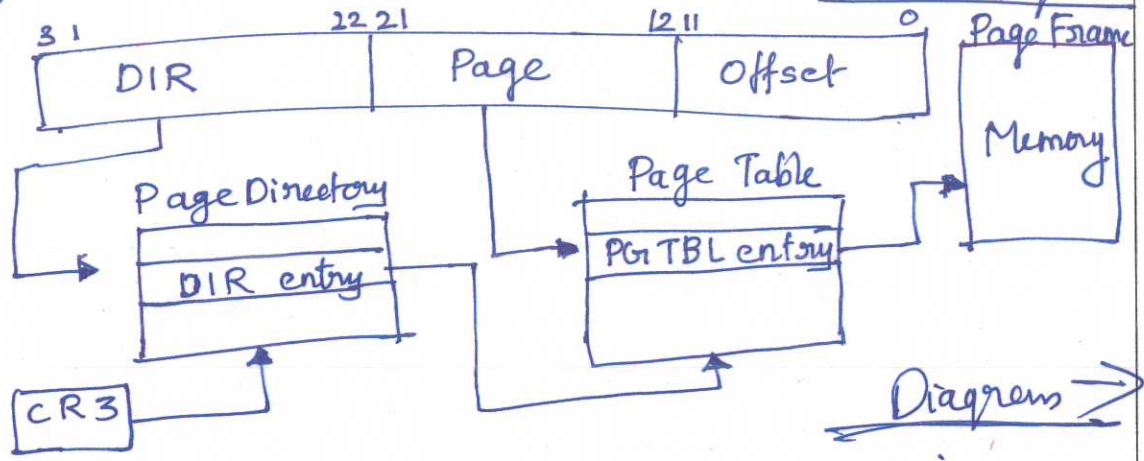 31 22 21 12 11 0
DIR Page Offset
Page Frame
Memory
Page Directory
DIR entry
Page Table
PG TBL entry
CR3
Diagrem